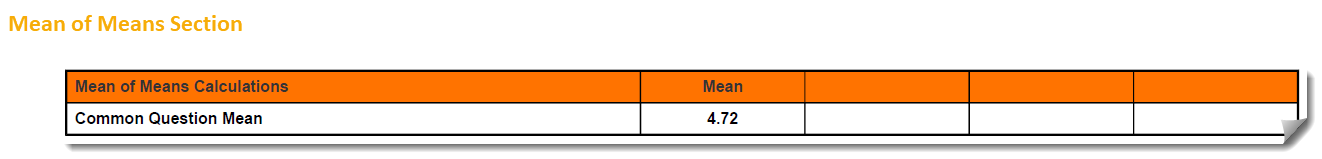 Mean of Means Section
Mean of Means Calculations Mean
Common Question Mean 4.72